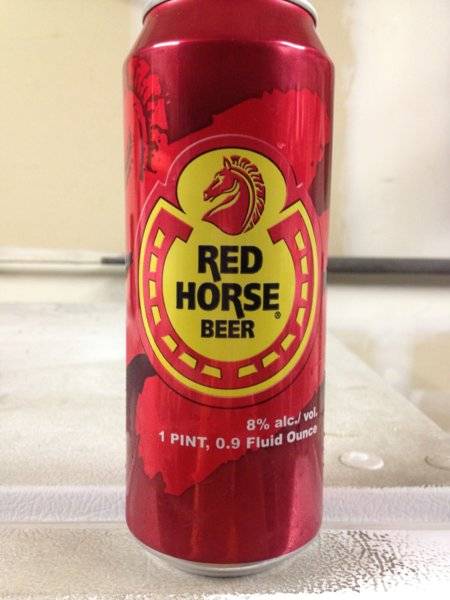 RED
HORSE®
BEER
8% alc./ vol.
1 PINT, 0.9 Fluid Ounce